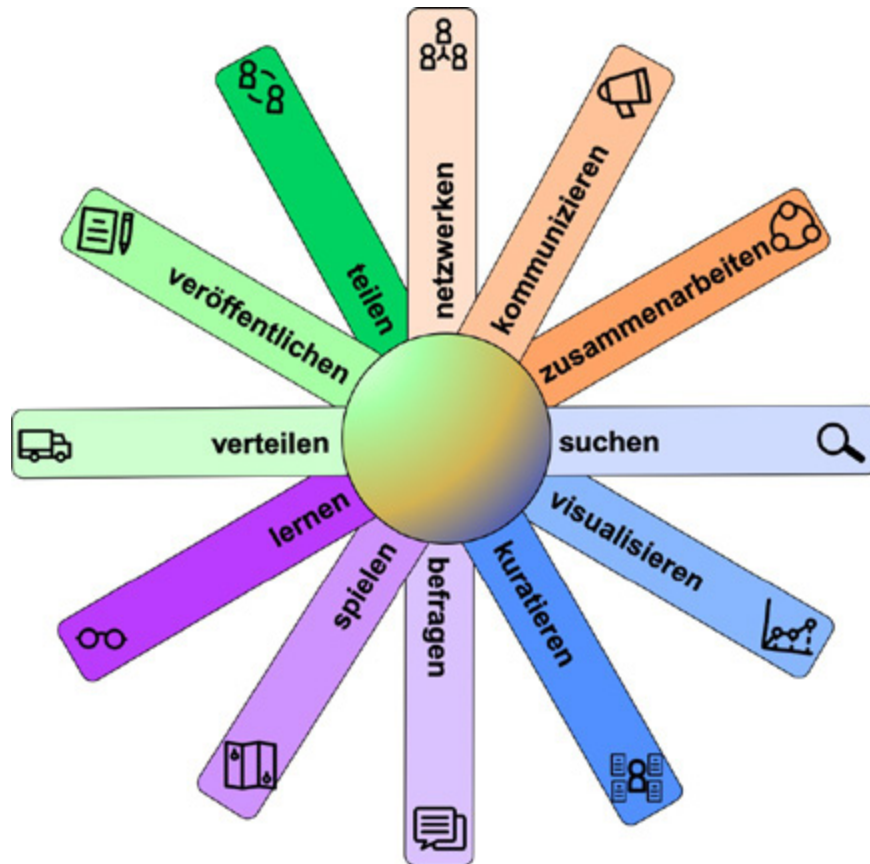 netzwerken
kommunizieren
zusammenarbeiten
suchen
visualisieren
kuratieren
befragen
spielen
lernen
verteilen
veröffentlichen
teilen